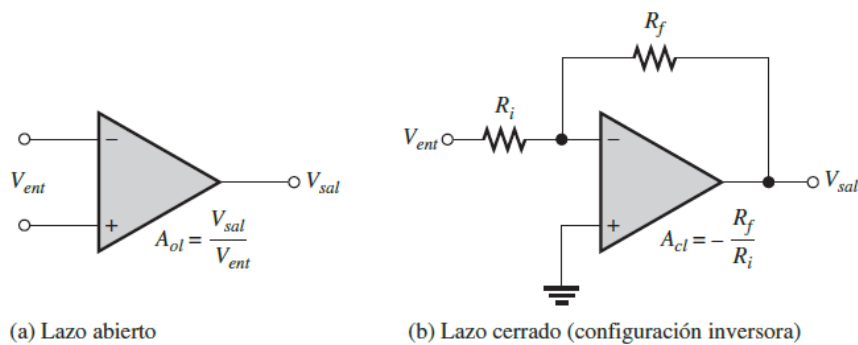 V_ent
−
+
V_sal
A_ol = V_sal / V_ent
(a) Lazo abierto
R_f
R_i
V_ent
−
+
V_sal
A_cl = − R_f / R_i
(b) Lazo cerrado (configuración inversora)